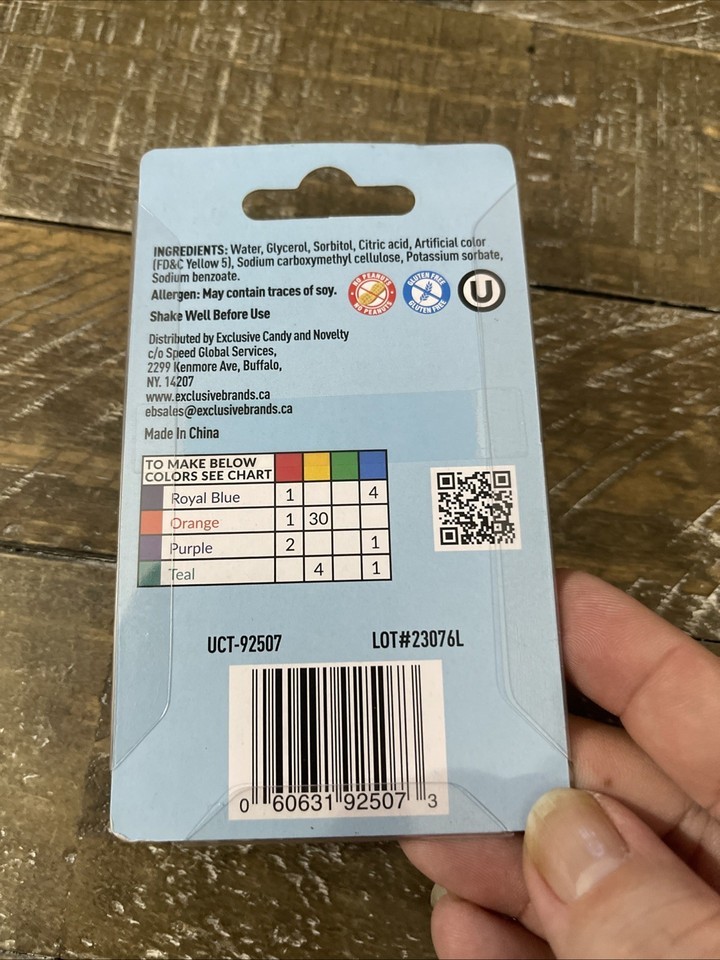 INGREDIENTS: Water, Glycerol, Sorbitol, Citric acid, Artificial color
(FD&C Yellow 5), Sodium carboxymethyl cellulose, Potassium sorbate,
Sodium benzoate.
Allergen: May contain traces of soy.
NO PEANUTS
NO PEANUTS
GLUTEN FREE
GLUTEN FREE
U
Shake Well Before Use
Distributed by Exclusive Candy and Novelty
c/o Speed Global Services,
2299 Kenmore Ave, Buffalo,
NY. 14207
www.exclusivebrands.ca
ebsales@exclusivebrands.ca
Made In China
TO MAKE BELOW
COLORS SEE CHART
Royal Blue 1 4
Orange 1 30
Purple 2 1
Teal 4 1
UCT-92507 LOT#23076L
0 60631 92507 3